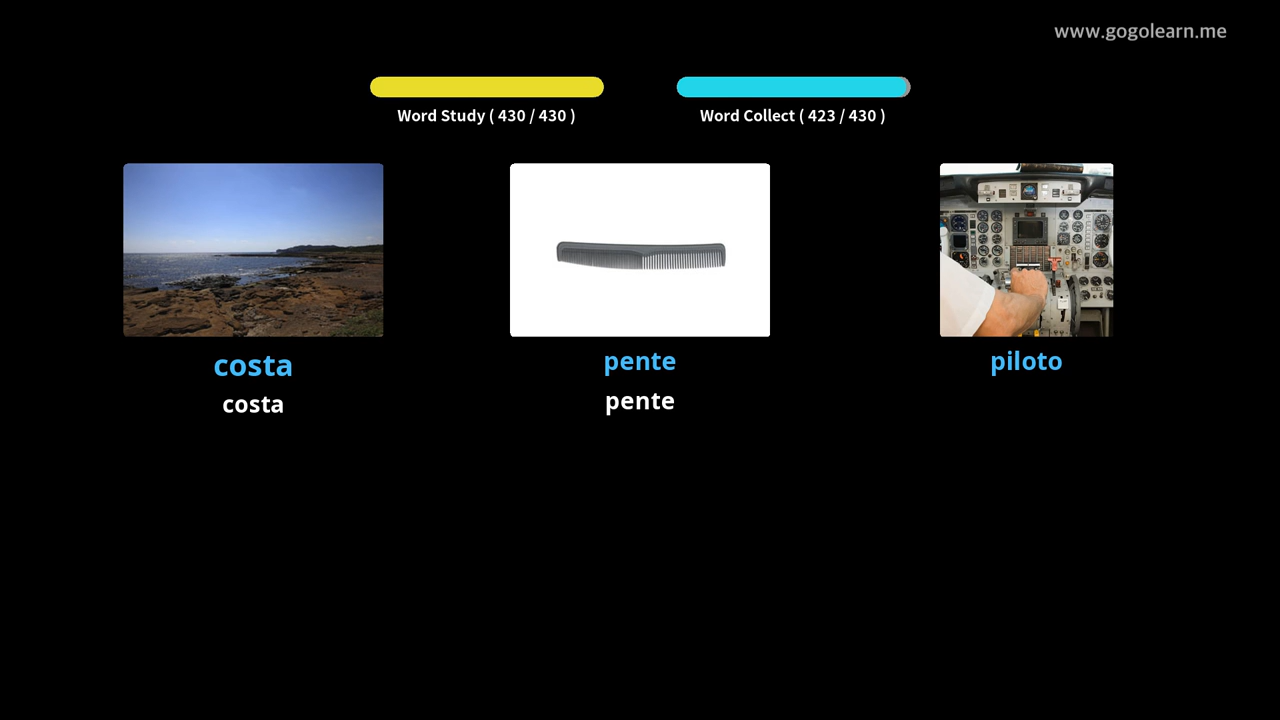 www.gogolearn.me
Word Study ( 430 / 430 )
Word Collect ( 423 / 430 )
costa
costa
pente
pente
piloto